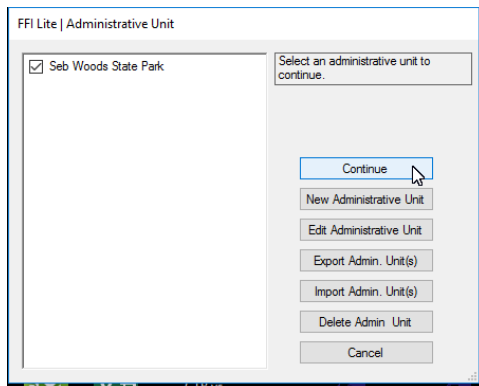 FFI Lite | Administrative Unit
Seb Woods State Park
Select an administrative unit to
continue.
Continue
New Administrative Unit
Edit Administrative Unit
Export Admin. Unit(s)
Import Admin. Unit(s)
Delete Admin  Unit
Cancel